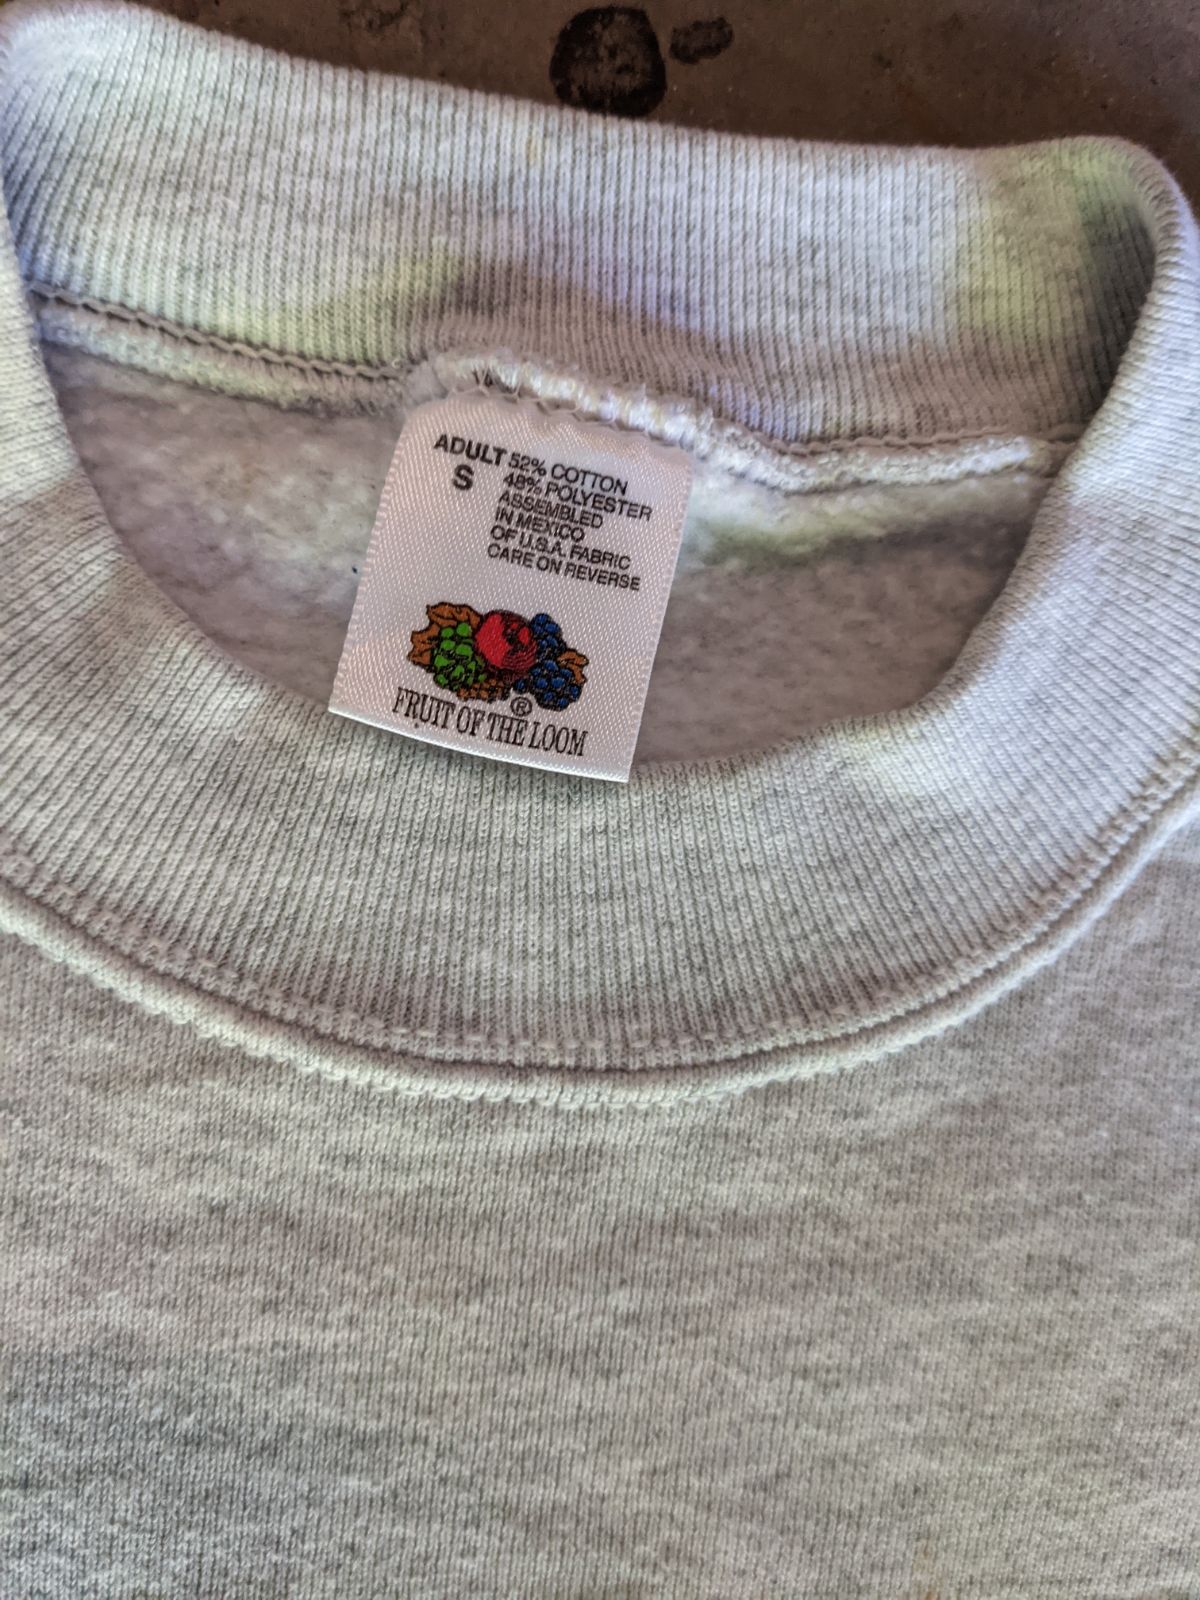 ADULT 52% COTTON
S 48% POLYESTER
ASSEMBLED
IN MEXICO
OF U.S.A. FABRIC
CARE ON REVERSE
®
FRUIT OF THE LOOM